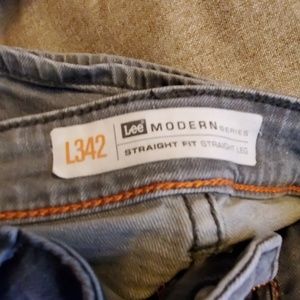 L342
Lee MODERN SERIES
STRAIGHT FIT STRAIGHT LEG